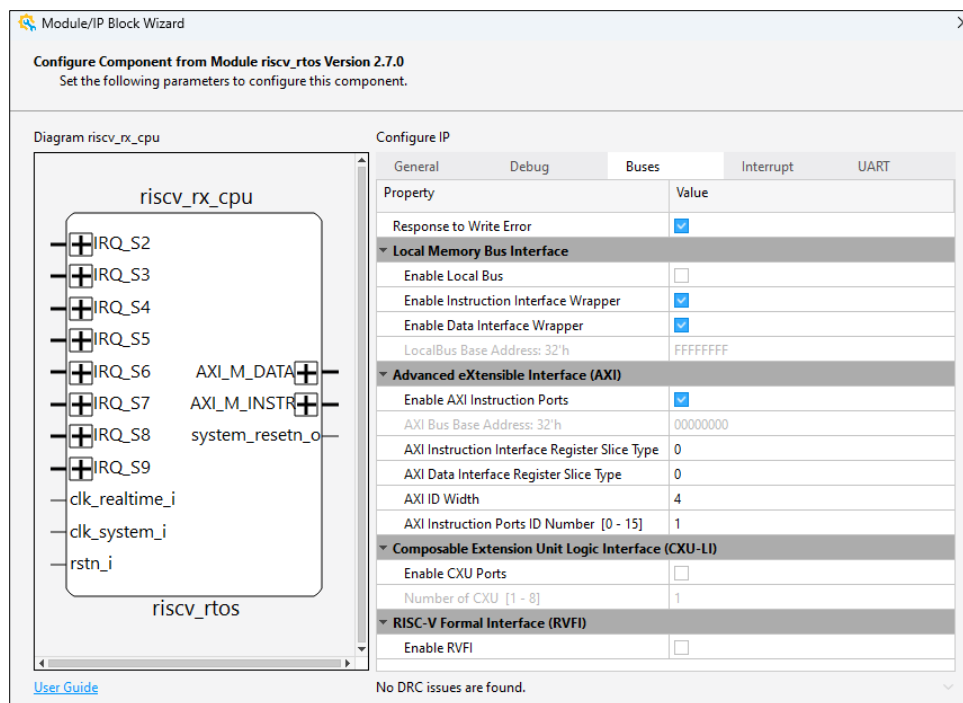 Module/IP Block Wizard
Configure Component from Module riscv_rtos Version 2.7.0
Set the following parameters to configure this component.
Diagram riscv_rx_cpu
riscv_rx_cpu
IRQ_S2
IRQ_S3
IRQ_S4
IRQ_S5
IRQ_S6 AXI_M_DATA
IRQ_S7 AXI_M_INSTR
IRQ_S8 system_resetn_o
IRQ_S9
clk_realtime_i
clk_system_i
rstn_i
riscv_rtos
User Guide
Configure IP
General Debug Buses Interrupt UART
Property Value
Response to Write Error
Local Memory Bus Interface
Enable Local Bus
Enable Instruction Interface Wrapper
Enable Data Interface Wrapper
LocalBus Base Address: 32'h FFFFFFFF
Advanced eXtensible Interface (AXI)
Enable AXI Instruction Ports
AXI Bus Base Address: 32'h 00000000
AXI Instruction Interface Register Slice Type 0
AXI Data Interface Register Slice Type 0
AXI ID Width 4
AXI Instruction Ports ID Number [0 - 15] 1
Composable Extension Unit Logic Interface (CXU-LI)
Enable CXU Ports
Number of CXU [1 - 8] 1
RISC-V Formal Interface (RVFI)
Enable RVFI
No DRC issues are found.